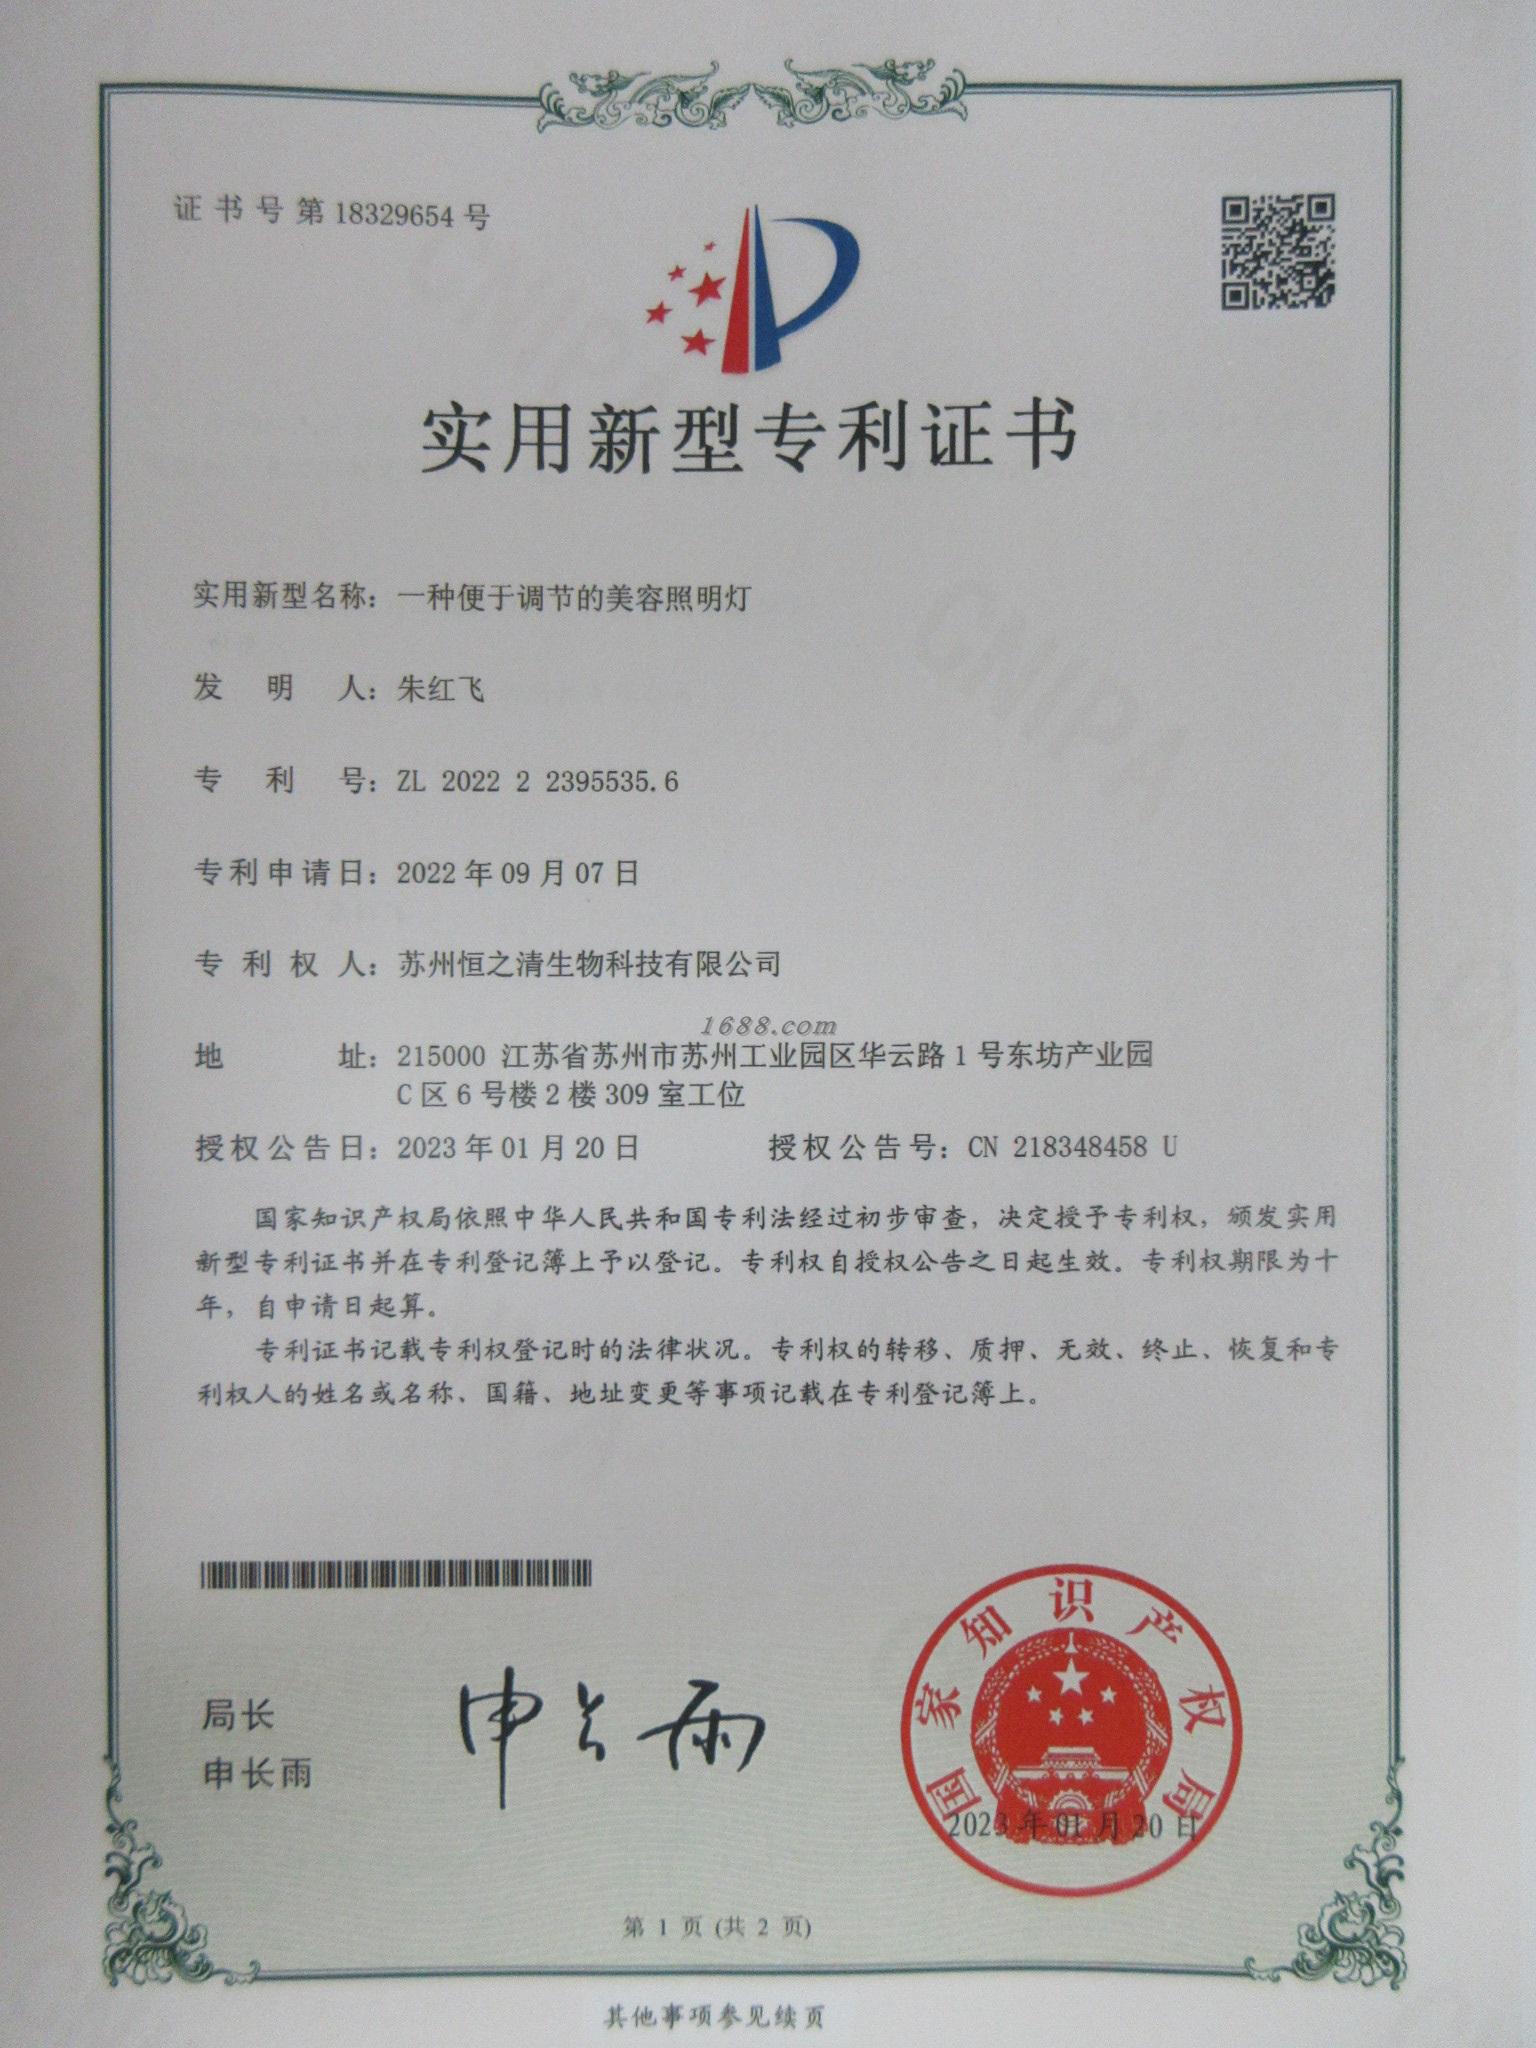 证书号第18329654号
实用新型专利证书
实用新型名称：一种便于调节的美容照明灯
发明人：朱红飞
专利号：ZL 2022 2 2395535.6
专利申请日：2022年09月07日
专利权人：苏州恒之清生物科技有限公司
1688.com
地址：215000 江苏省苏州市苏州工业园区华云路1号东坊产业园
C区6号楼2楼309室工位
授权公告日：2023年01月20日 授权公告号：CN 218348458 U
国家知识产权局依照中华人民共和国专利法经过初步审查，决定授予专利权，颁发实用
新型专利证书并在专利登记簿上予以登记。专利权自授权公告之日起生效。专利权期限为十
年，自申请日起算。
专利证书记载专利权登记时的法律状况。专利权的转移、质押、无效、终止、恢复和专
利权人的姓名或名称、国籍、地址变更等事项记载在专利登记簿上。
局长
申长雨
申长雨
国家知识产权局
2023年01月20日
第 1 页 (共 2 页)
其他事项参见续页